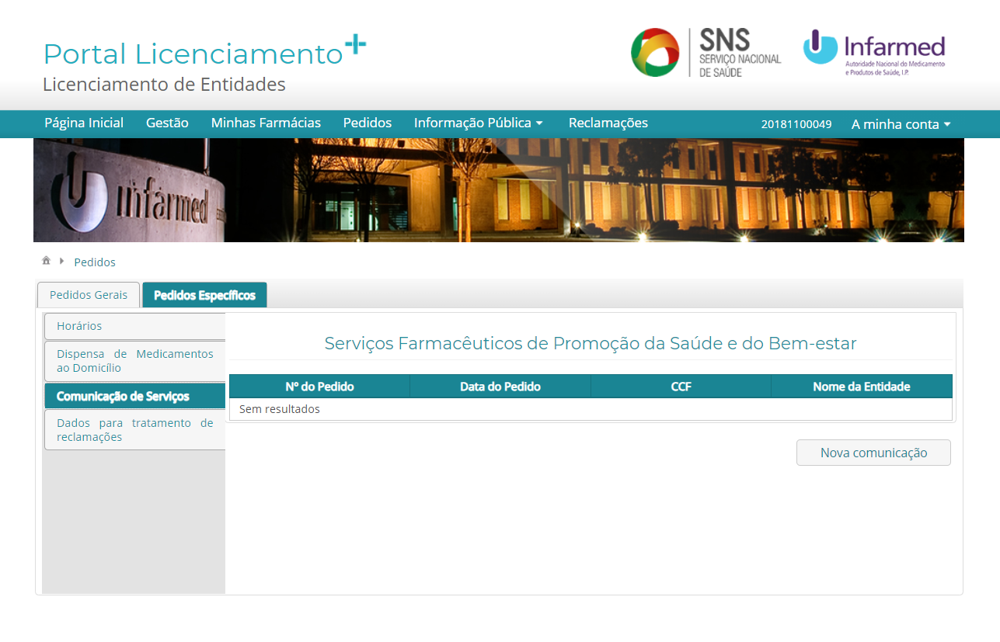 Portal Licenciamento+
Licenciamento de Entidades
SNS
SERVIÇO NACIONAL
DE SAÚDE
Infarmed
Autoridade Nacional do Medicamento
e Produtos de Saúde, I.P.
Página Inicial Gestão Minhas Farmácias Pedidos Informação Pública Reclamações 20181100049 A minha conta
infarmed
Pedidos
Pedidos Gerais Pedidos Específicos
Horários
Dispensa de Medicamentos
ao Domicílio
Comunicação de Serviços
Dados para tratamento de
reclamações
Serviços Farmacêuticos de Promoção da Saúde e do Bem-estar
Nº do Pedido Data do Pedido CCF Nome da Entidade
Sem resultados
Nova comunicação